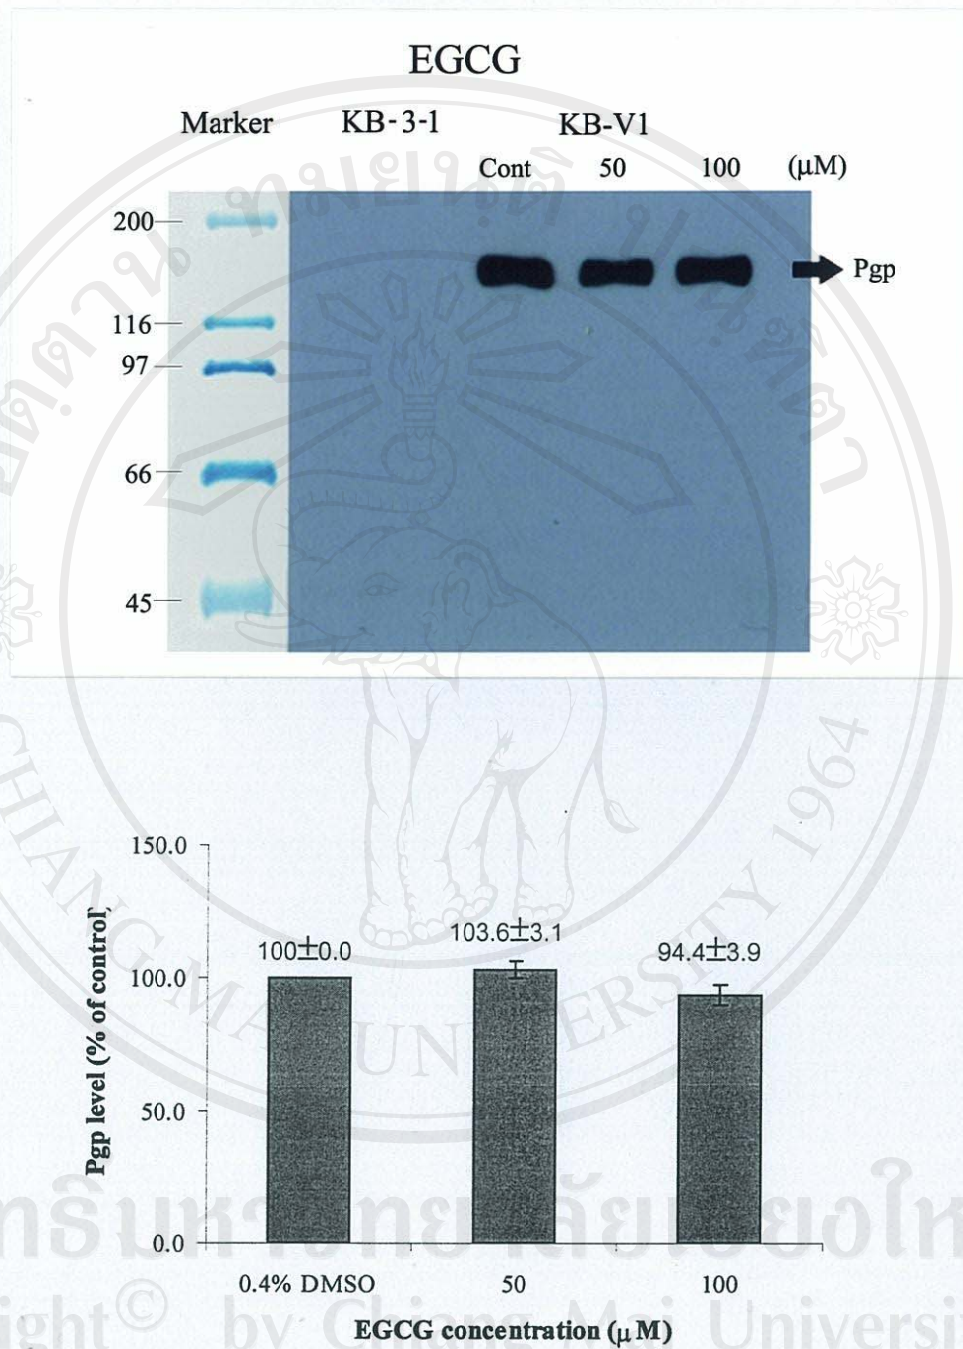 EGCG
Marker KB-3-1 KB-V1
Cont 50 100 (μM)
200
Pgp
116
97
66
45
CHIANG MAI UNIVERSITY 1964
150.0
100±0.0 103.6±3.1 94.4±3.9
100.0
50.0
0.0
Pgp level (% of control)
0.4% DMSO 50 100
by Chiang Mai Universi
EGCG concentration (μM)